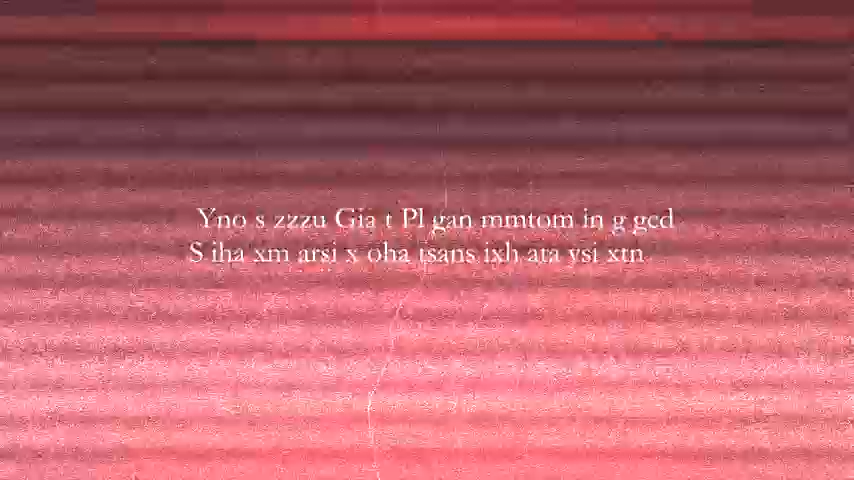 Yno s zzzu Gia t Pl gan mmtom in g gcd
S iha xm arsi x oha tsans ixh ata ysi xtn